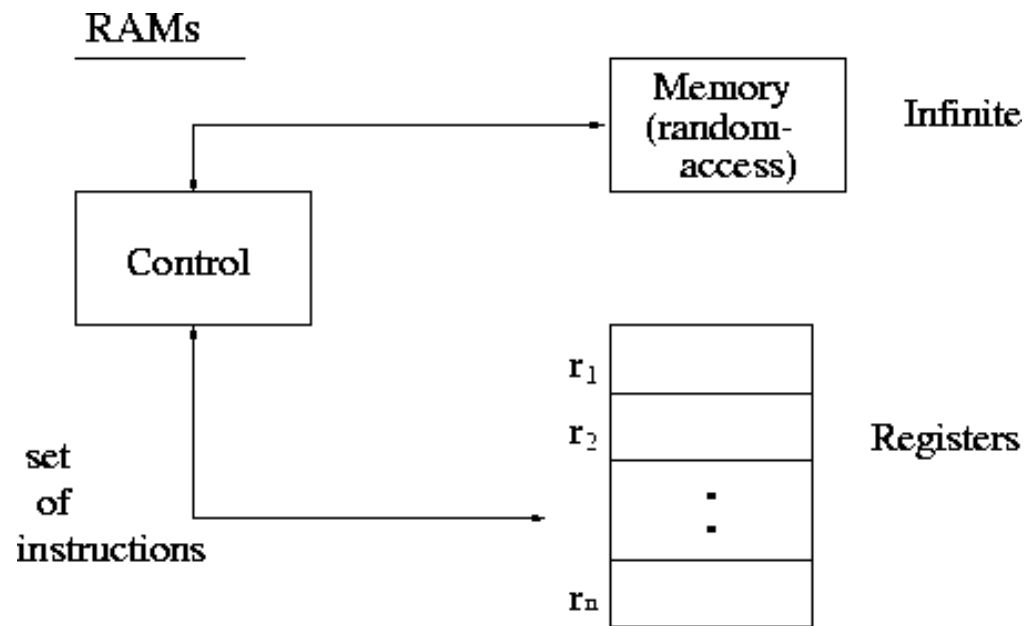 RAMs
Memory
(random-
access)
Infinite
Control
r1
r2
:
rn
Registers
set
of
instructions